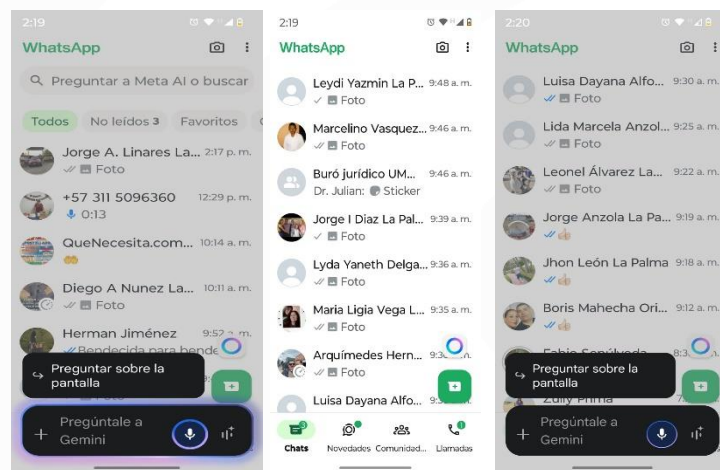 2:19
WhatsApp
Preguntar a Meta AI o buscar
Todos No leídos 3 Favoritos
Jorge A. Linares La... 2:17 p. m.
Foto
+57 311 5096360 12:29 p. m.
0:13
QueNecesita.com... 10:14 a. m.
Diego A Nunez La... 10:11 a. m.
Foto
Herman Jiménez 9:52 a. m.
Bendecida para bende
Preguntar sobre la
pantalla
Pregúntale a
Gemini
2:19
WhatsApp
Leydi Yazmin La P... 9:48 a. m.
Foto
Marcelino Vasquez... 9:46 a. m.
Foto
Buró jurídico UM... 9:46 a. m.
Dr. Julian: Sticker
Jorge I Diaz La Pal... 9:39 a. m.
Foto
Lyda Yaneth Delga... 9:36 a. m.
Foto
Maria Ligia Vega L... 9:35 a. m.
Foto
Arquímedes Hern...
Foto
Luisa Dayana Alfo...
3 1
Chats Novedades Comunidad... Llamadas
2:20
WhatsApp
Luisa Dayana Alfo... 9:30 a. m.
Foto
Lida Marcela Anzol... 9:25 a. m.
Foto
Leonel Álvarez La... 9:22 a. m.
Foto
Jorge Anzola La Pa... 9:19 a. m.
Jhon León La Palma 9:18 a. m.
Boris Mahecha Ori... 9:12 a. m.
Preguntar sobre la
pantalla
Pregúntale a
Gemini